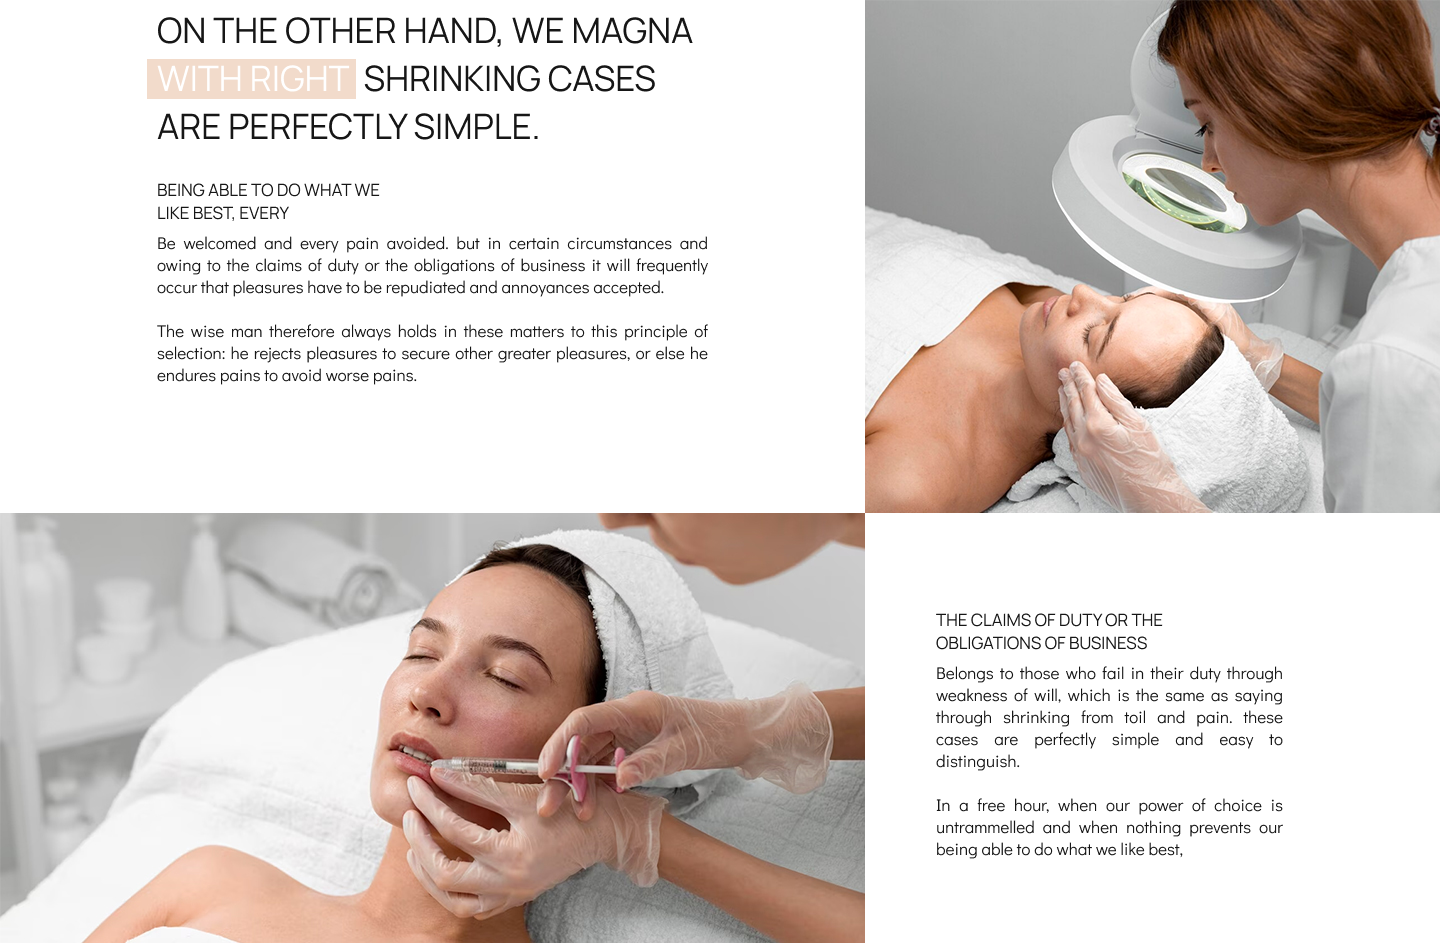 ON THE OTHER HAND, WE MAGNA
WITH RIGHT SHRINKING CASES
ARE PERFECTLY SIMPLE.
BEING ABLE TO DO WHAT WE
LIKE BEST, EVERY
Be welcomed and every pain avoided. but in certain circumstances and
owing to the claims of duty or the obligations of business it will frequently
occur that pleasures have to be repudiated and annoyances accepted.
The wise man therefore always holds in these matters to this principle of
selection: he rejects pleasures to secure other greater pleasures, or else he
endures pains to avoid worse pains.
THE CLAIMS OF DUTY OR THE
OBLIGATIONS OF BUSINESS
Belongs to those who fail in their duty through
weakness of will, which is the same as saying
through shrinking from toil and pain. these
cases are perfectly simple and easy to
distinguish.
In a free hour, when our power of choice is
untrammelled and when nothing prevents our
being able to do what we like best,